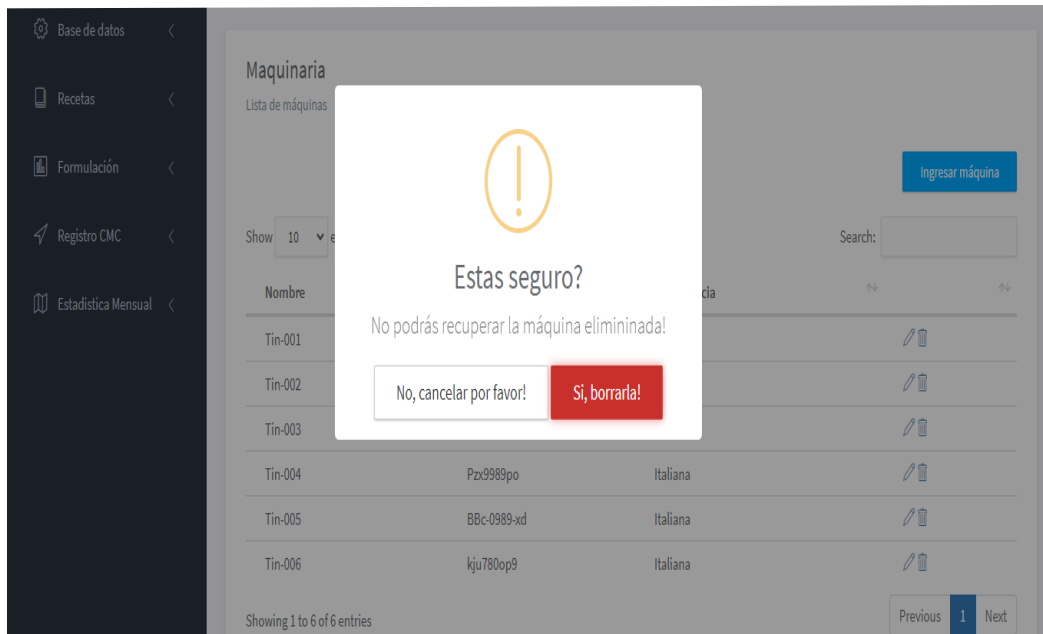 Base de datos
Recetas
Formulación
Registro CMC
Estadistica Mensual
Maquinaria
Lista de máquinas
Ingresar máquina
Show 10 e
Search:
Nombre cia
Tin-001
Tin-002
Tin-003
Tin-004 Pzx9989po Italiana
Tin-005 BBc-0989-xd Italiana
Tin-006 kju780op9 Italiana
Showing 1 to 6 of 6 entries
Previous 1 Next
Estas seguro?
No podrás recuperar la máquina elimininada!
No, cancelar por favor! Si, borrarla!